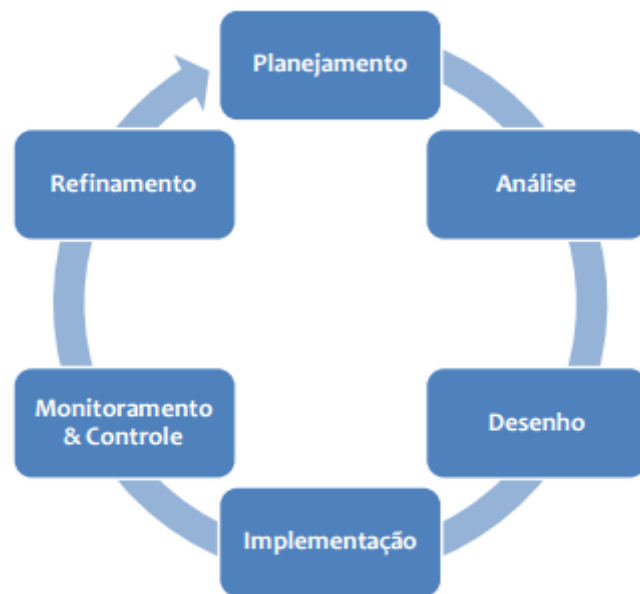 Planejamento
Análise
Desenho
Implementação
Monitoramento
& Controle
Refinamento